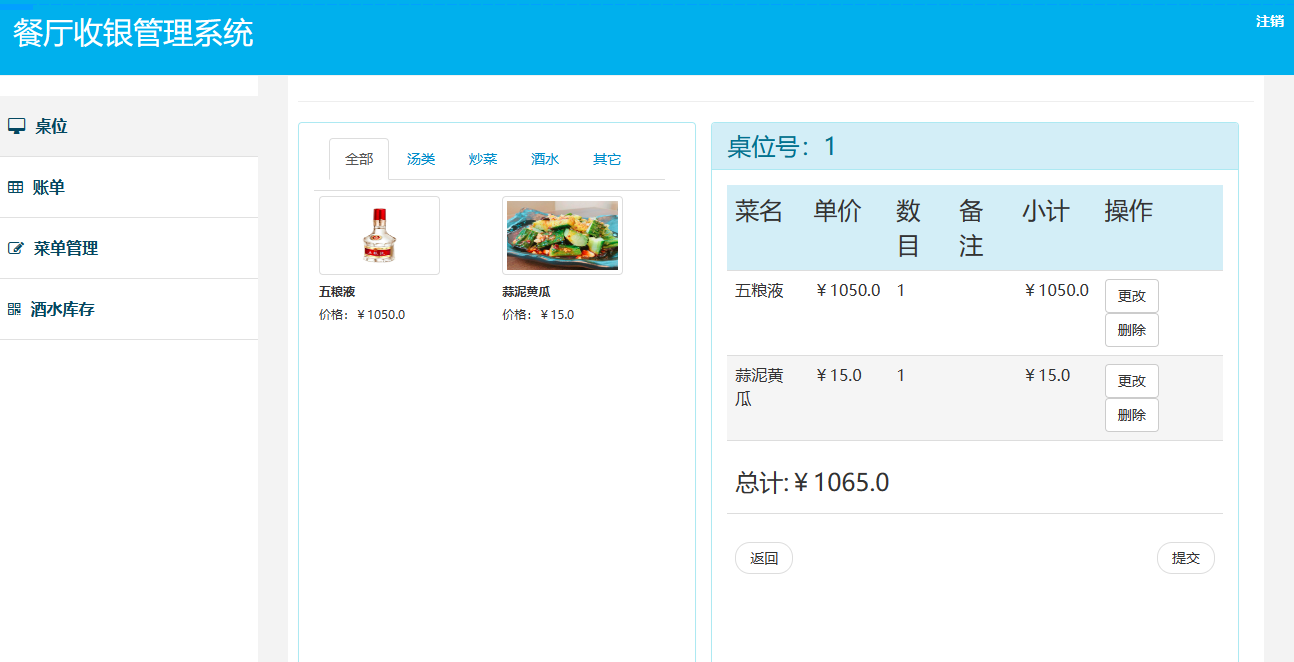 餐厅收银管理系统
注销
桌位
账单
菜单管理
酒水库存
全部 汤类 炒菜 酒水 其它
五粮液
价格：￥1050.0
蒜泥黄瓜
价格：￥15.0
桌位号：1
菜名 单价 数目 备注 小计 操作
五粮液 ￥1050.0 1 ￥1050.0 更改
删除
蒜泥黄瓜 ￥15.0 1 ￥15.0 更改
删除
总计:￥1065.0
返回 提交